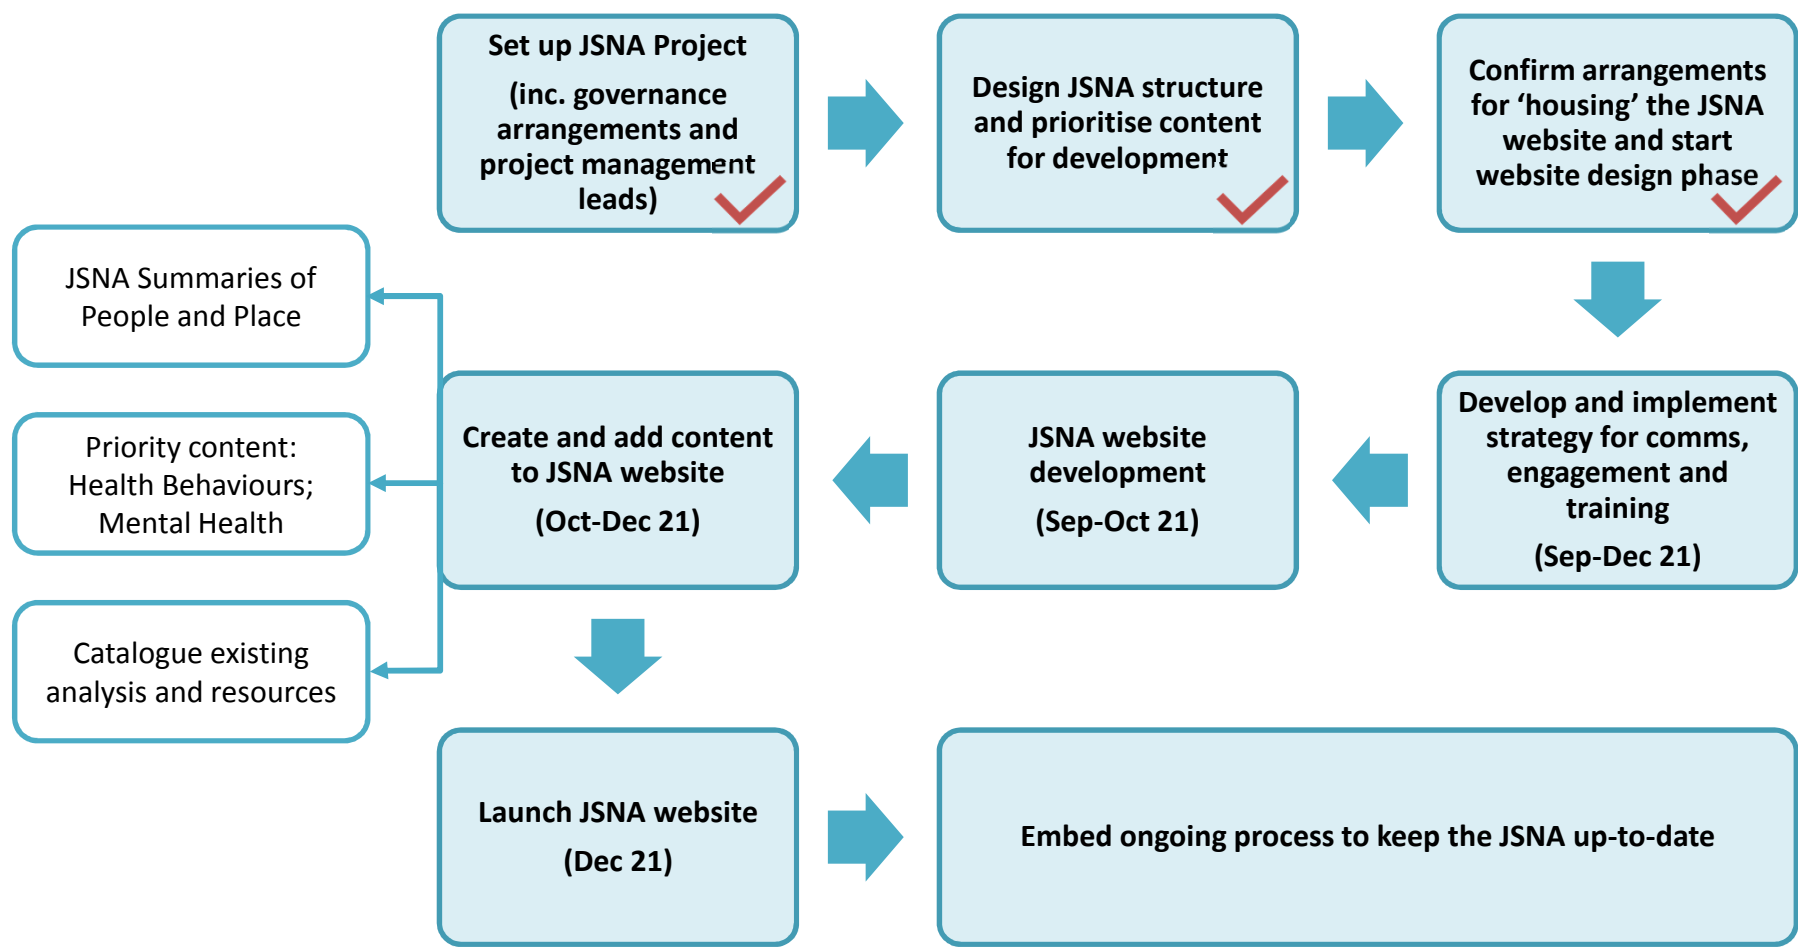 Set up JSNA Project
(inc. governance
arrangements and
project management
leads)
Design JSNA structure
and prioritise content
for development
Confirm arrangements
for ‘housing’ the JSNA
website and start
website design phase
Develop and implement
strategy for comms,
engagement and
training
(Sep-Dec 21)
JSNA website
development
(Sep-Oct 21)
Create and add content
to JSNA website
(Oct-Dec 21)
JSNA Summaries of
People and Place
Priority content:
Health Behaviours;
Mental Health
Catalogue existing
analysis and resources
Launch JSNA website
(Dec 21)
Embed ongoing process to keep the JSNA up-to-date